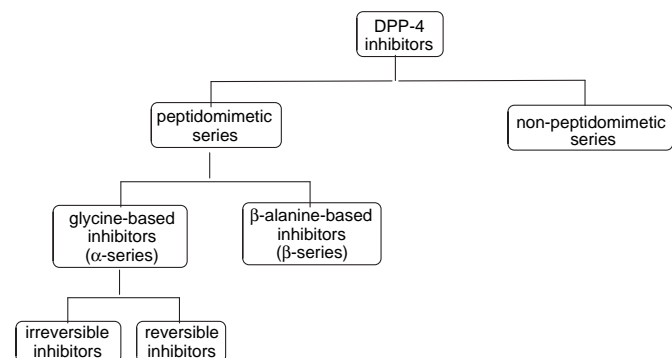 DPP-4
inhibitors
peptidomimetic
series
non-peptidomimetic
series
glycine-based
inhibitors
(α-series)
β-alanine-based
inhibitors
(β-series)
irreversible
inhibitors
reversible
inhibitors